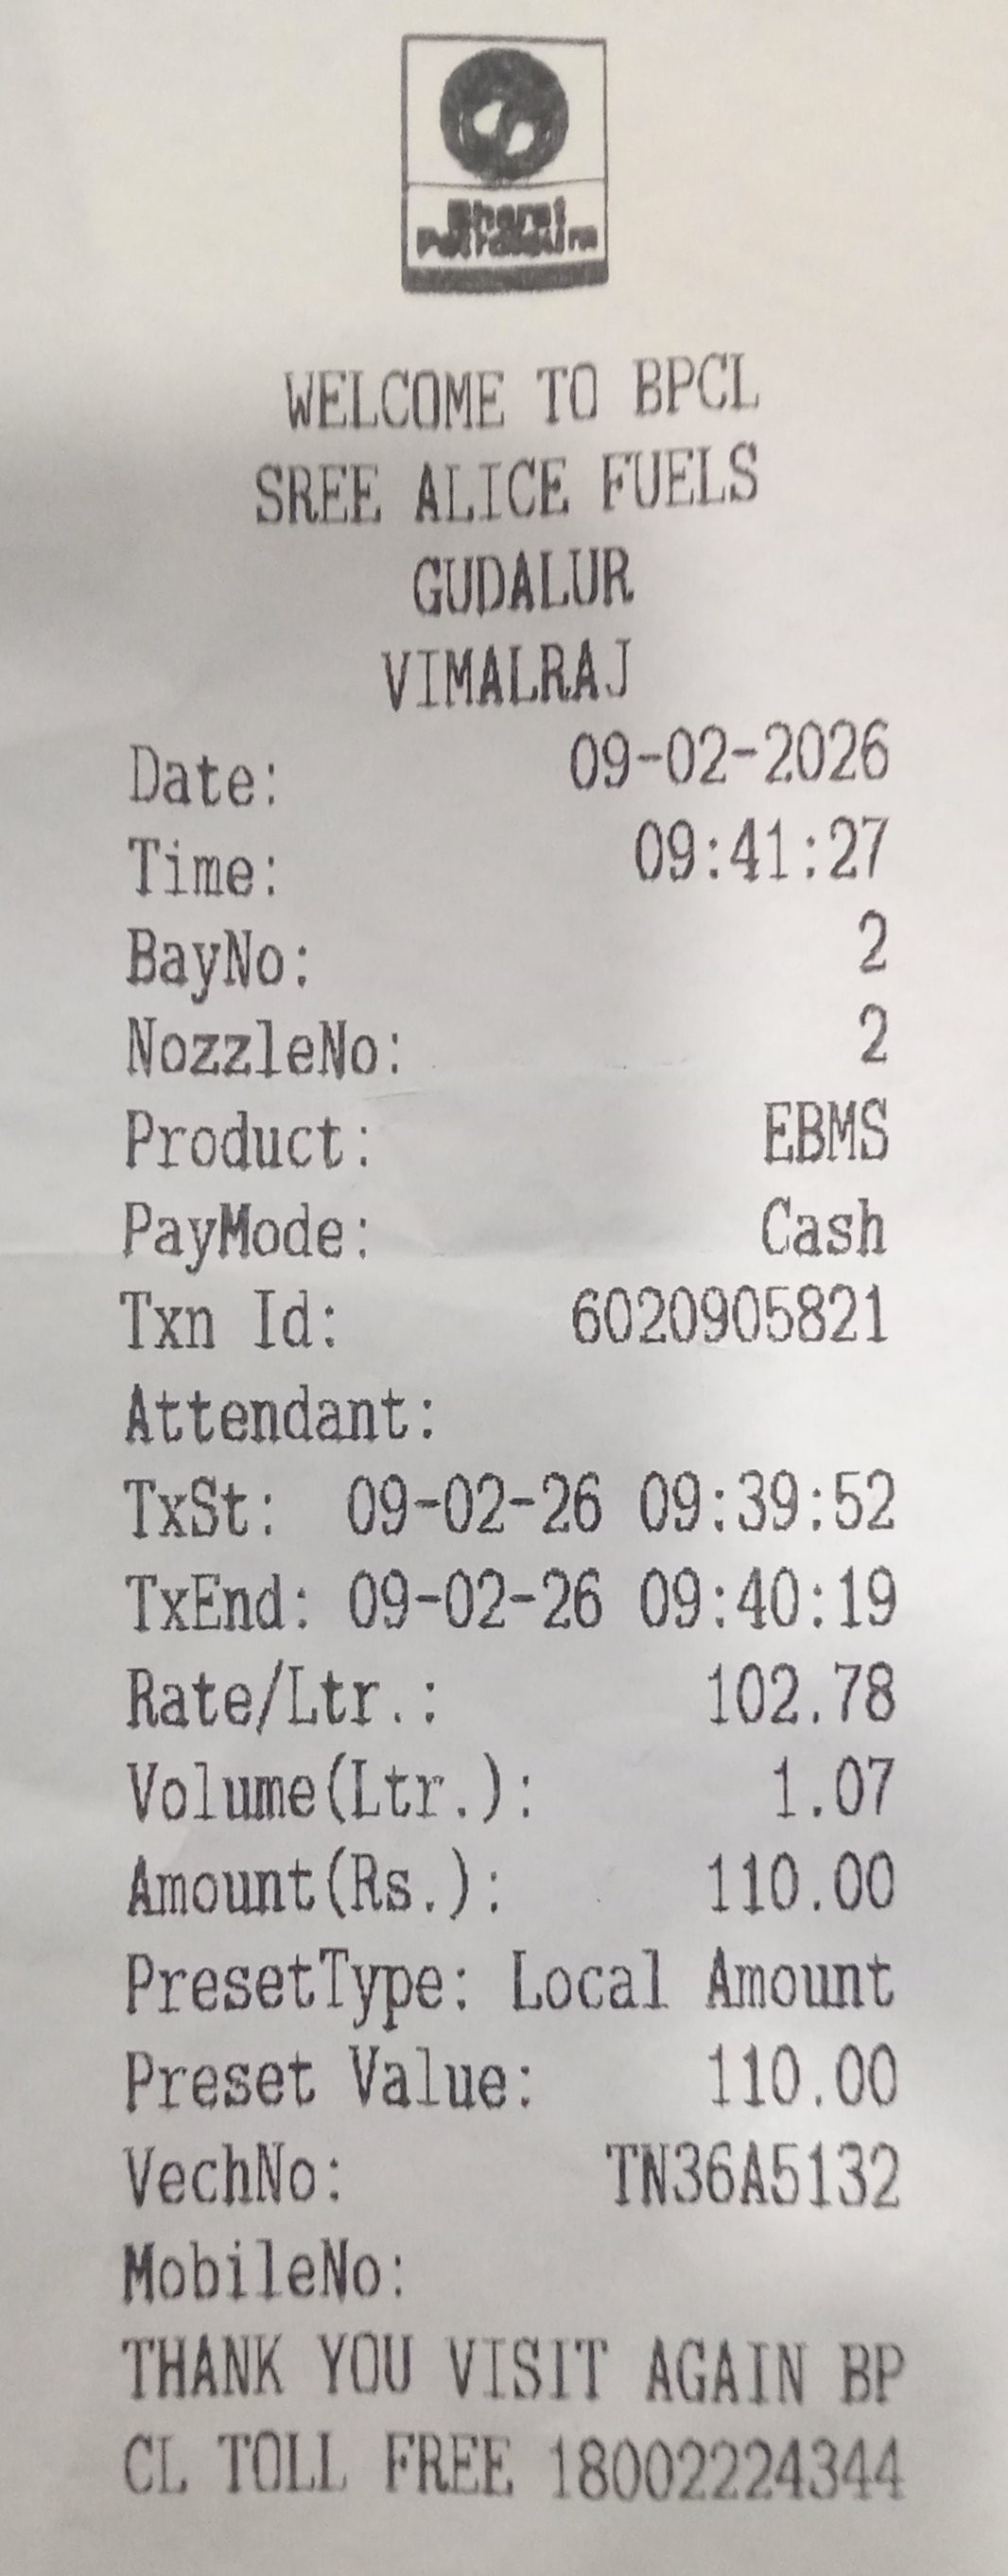 Bharat
Petroleum
WELCOME TO BPCL
SREE ALICE FUELS
GUDALUR
VIMALRAJ
Date: 09-02-2026
Time: 09:41:27
BayNo: 2
NozzleNo: 2
Product: EBMS
PayMode: Cash
Txn Id: 6020905821
Attendant:
TxSt: 09-02-26 09:39:52
TxEnd: 09-02-26 09:40:19
Rate/Ltr.: 102.78
Volume(Ltr.): 1.07
Amount(Rs.): 110.00
PresetType: Local Amount
Preset Value: 110.00
VechNo: TN36A5132
MobileNo:
THANK YOU VISIT AGAIN BP
CL TOLL FREE 18002224344